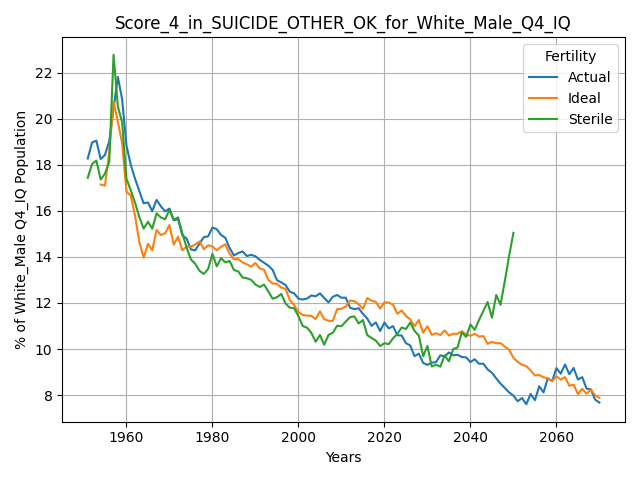 Score_4_in_SUICIDE_OTHER_OK_for_White_Male_Q4_IQ
% of White_Male Q4_IQ Population
22
20
18
16
14
12
10
8
Fertility
Actual
Ideal
Sterile
1960 1980 2000 2020 2040 2060
Years